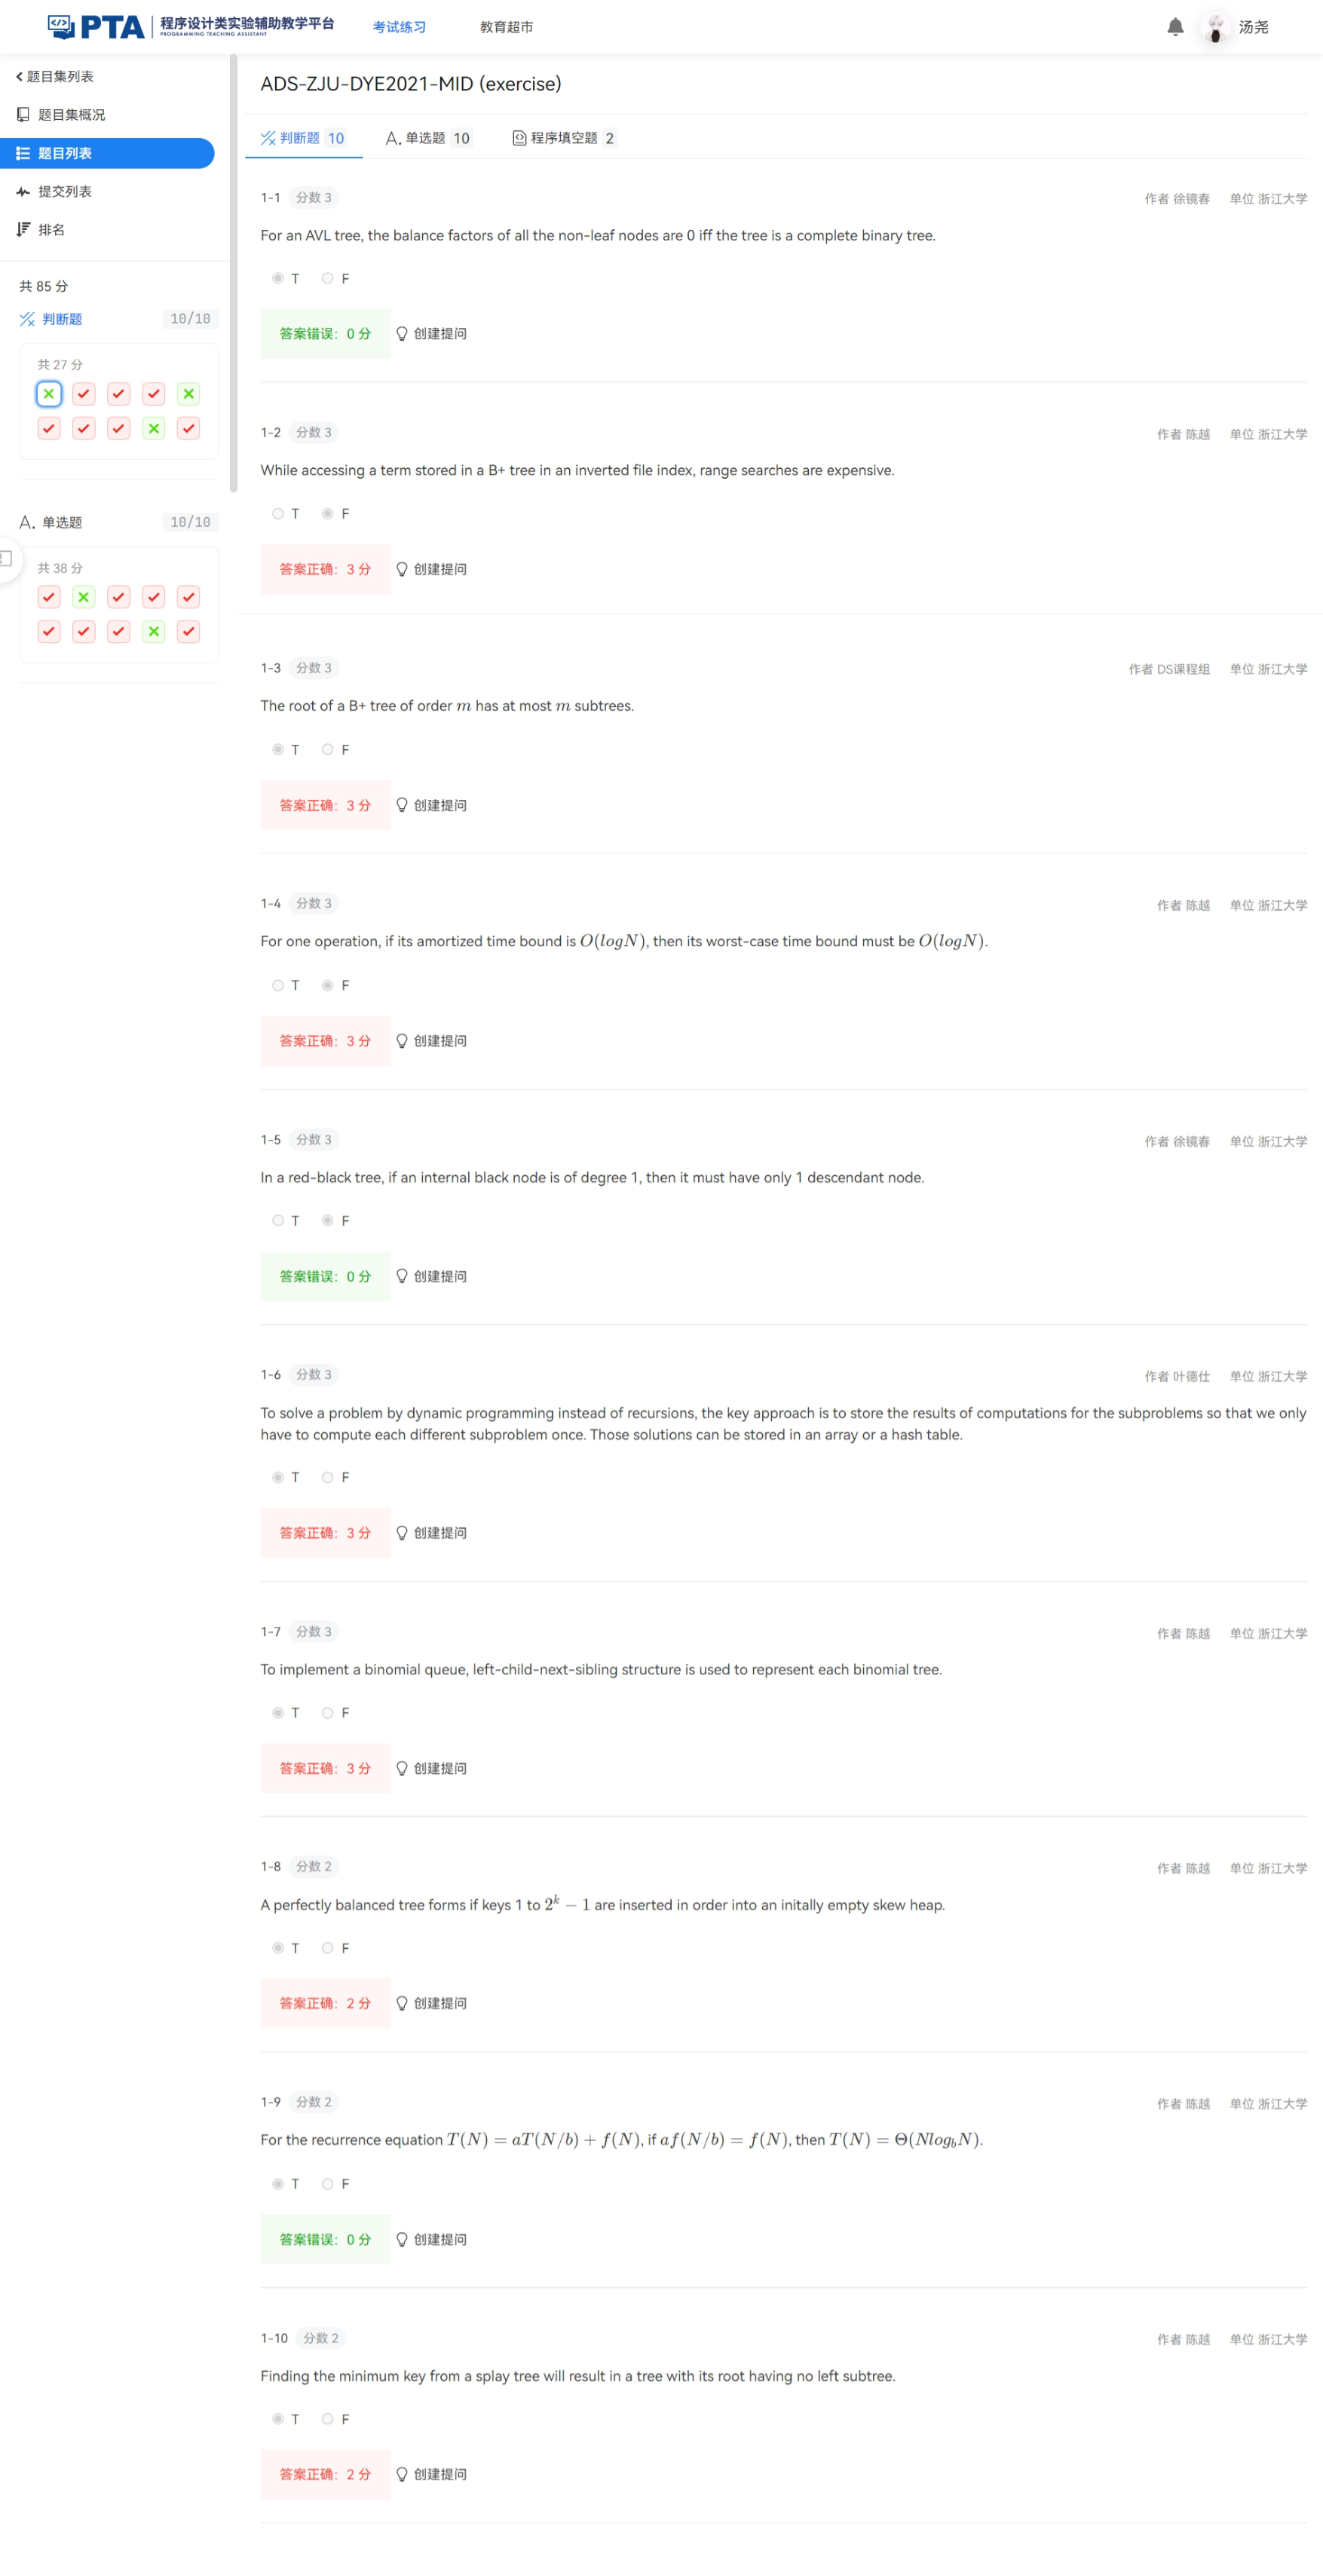 PTA 程序设计类实验辅助教学平台
PROGRAMMING TEACHING ASSISTANT
考试练习
教育超市
汤尧
题目集列表
题目集概况
题目列表
提交列表
排名
共 85 分
判断题 10/10
共 27 分
A. 单选题 10/10
共 38 分
ADS-ZJU-DYE2021-MID (exercise)
判断题 10 A. 单选题 10 程序填空题 2
1-1 分数 3 作者 徐镜春 单位 浙江大学
For an AVL tree, the balance factors of all the non-leaf nodes are 0 iff the tree is a complete binary tree.
T F
答案错误：0 分 创建提问
1-2 分数 3 作者 陈越 单位 浙江大学
While accessing a term stored in a B+ tree in an inverted file index, range searches are expensive.
T F
答案正确：3 分 创建提问
1-3 分数 3 作者 DS课程组 单位 浙江大学
The root of a B+ tree of order m has at most m subtrees.
T F
答案正确：3 分 创建提问
1-4 分数 3 作者 陈越 单位 浙江大学
For one operation, if its amortized time bound is O(logN), then its worst-case time bound must be O(logN).
T F
答案正确：3 分 创建提问
1-5 分数 3 作者 徐镜春 单位 浙江大学
In a red-black tree, if an internal black node is of degree 1, then it must have only 1 descendant node.
T F
答案错误：0 分 创建提问
1-6 分数 3 作者 叶德仕 单位 浙江大学
To solve a problem by dynamic programming instead of recursions, the key approach is to store the results of computations for the subproblems so that we only
have to compute each different subproblem once. Those solutions can be stored in an array or a hash table.
T F
答案正确：3 分 创建提问
1-7 分数 3 作者 陈越 单位 浙江大学
To implement a binomial queue, left-child-next-sibling structure is used to represent each binomial tree.
T F
答案正确：3 分 创建提问
1-8 分数 2 作者 陈越 单位 浙江大学
A perfectly balanced tree forms if keys 1 to 2^k − 1 are inserted in order into an initally empty skew heap.
T F
答案正确：2 分 创建提问
1-9 分数 2 作者 陈越 单位 浙江大学
For the recurrence equation T(N) = aT(N/b) + f(N), if af(N/b) = f(N), then T(N) = Θ(Nlog_bN).
T F
答案错误：0 分 创建提问
1-10 分数 2 作者 陈越 单位 浙江大学
Finding the minimum key from a splay tree will result in a tree with its root having no left subtree.
T F
答案正确：2 分 创建提问